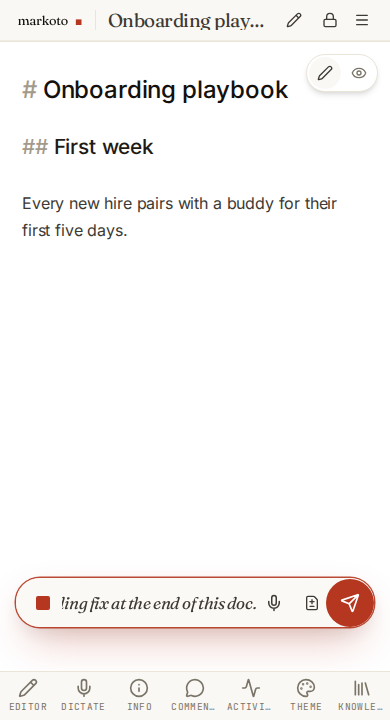 markoto
Onboarding play...
# Onboarding playbook
## First week
Every new hire pairs with a buddy for their
first five days.
fix at the end of this doc.
EDITOR
DICTATE
INFO
COMMEN…
ACTIVI…
THEME
KNOWLE…